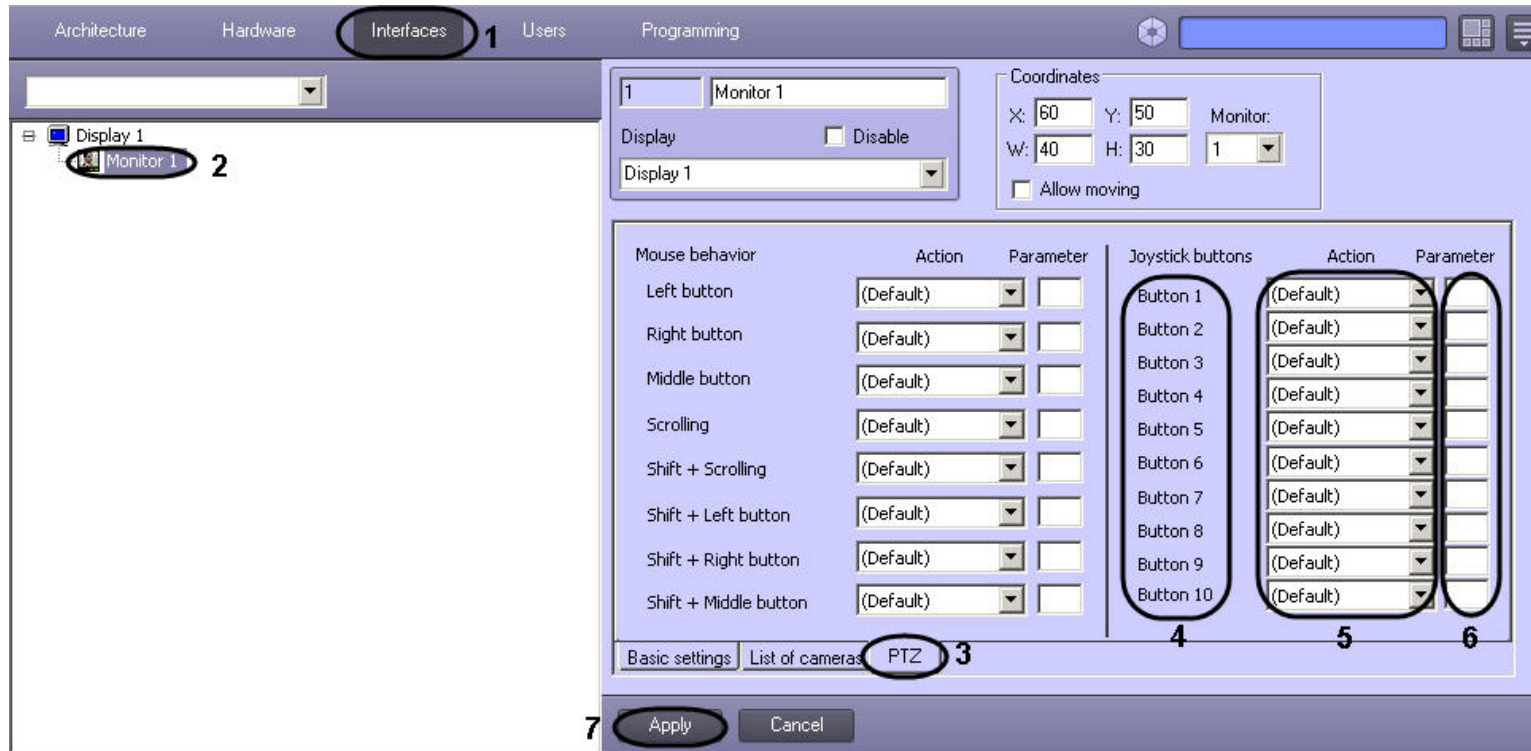 Architecture Hardware Interfaces 1 Users Programming
Display 1
Monitor 1 2
1 Monitor 1
Display Disable
Display 1
Coordinates
X: 60 Y: 50 Monitor:
W: 40 H: 30 1
Allow moving
Mouse behavior Action Parameter
Left button (Default)
Right button (Default)
Middle button (Default)
Scrolling (Default)
Shift + Scrolling (Default)
Shift + Left button (Default)
Shift + Right button (Default)
Shift + Middle button (Default)
Joystick buttons Action Parameter
Button 1 (Default)
Button 2 (Default)
Button 3 (Default)
Button 4 (Default)
Button 5 (Default)
Button 6 (Default)
Button 7 (Default)
Button 8 (Default)
Button 9 (Default)
Button 10 (Default)
4 5 6
Basic settings List of cameras PTZ 3
7 Apply Cancel